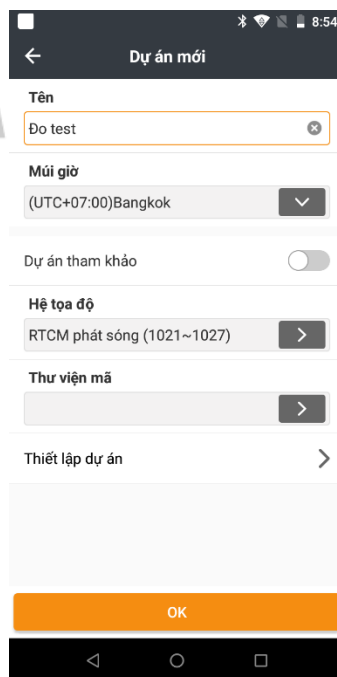 8:54
Dự án mới
Tên
Đo test
Múi giờ
(UTC+07:00)Bangkok
Dự án tham khảo
Hệ tọa độ
RTCM phát sóng (1021~1027)
Thư viện mã
Thiết lập dự án
OK